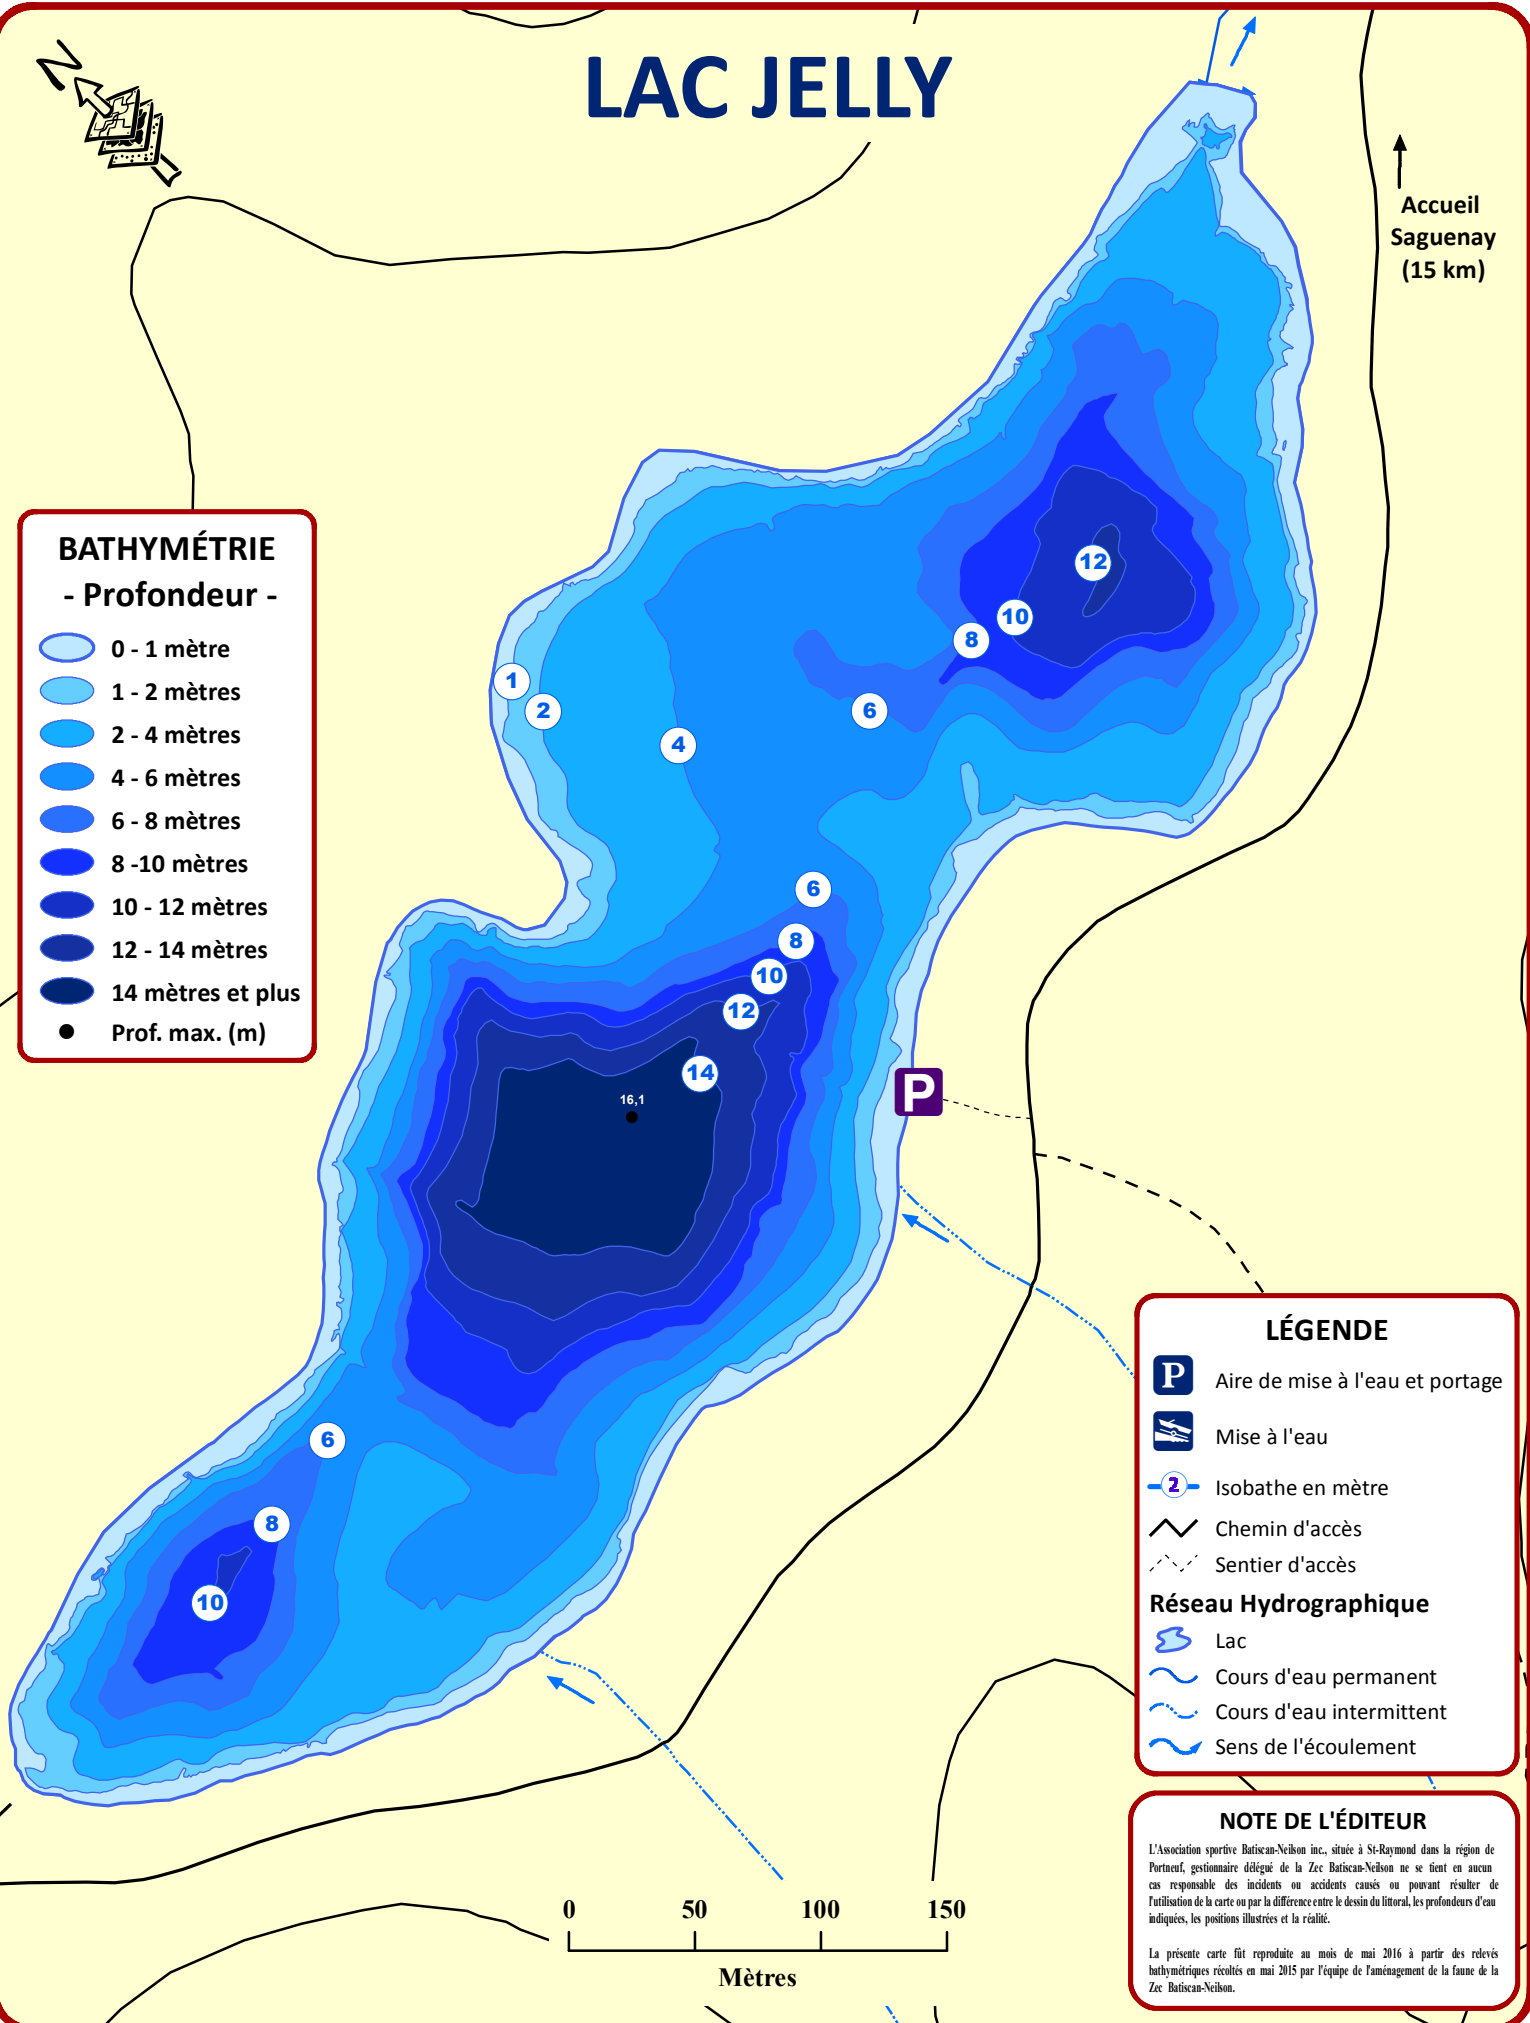 LAC JELLY
N
Accueil
Saguenay
(15 km)
BATHYMÉTRIE
- Profondeur -
0 - 1 mètre
1 - 2 mètres
2 - 4 mètres
4 - 6 mètres
6 - 8 mètres
8 -10 mètres
10 - 12 mètres
12 - 14 mètres
14 mètres et plus
Prof. max. (m)
12
10
8
1
2
6
4
6
8
10
12
14
16,1
P
6
8
10
LÉGENDE
P Aire de mise à l'eau et portage
Mise à l'eau
2 Isobathe en mètre
Chemin d'accès
Sentier d'accès
Réseau Hydrographique
Lac
Cours d'eau permanent
Cours d'eau intermittent
Sens de l'écoulement
NOTE DE L'ÉDITEUR
L'Association sportive Batiscan-Neilson inc., située à St-Raymond dans la région de
Portneuf, gestionnaire délégué de la Zec Batiscan-Neilson ne se tient en aucun
cas responsable des incidents ou accidents causés ou pouvant résulter de
l'utilisation de la carte ou par la différence entre le dessin du littoral, les profondeurs d'eau
indiquées, les positions illustrées et la réalité.
La présente carte fût reproduite au mois de mai 2016 à partir des relevés
bathymétriques récoltés en mai 2015 par l'équipe de l'aménagement de la faune de la
Zec Batiscan-Neilson.
0 50 100 150
Mètres